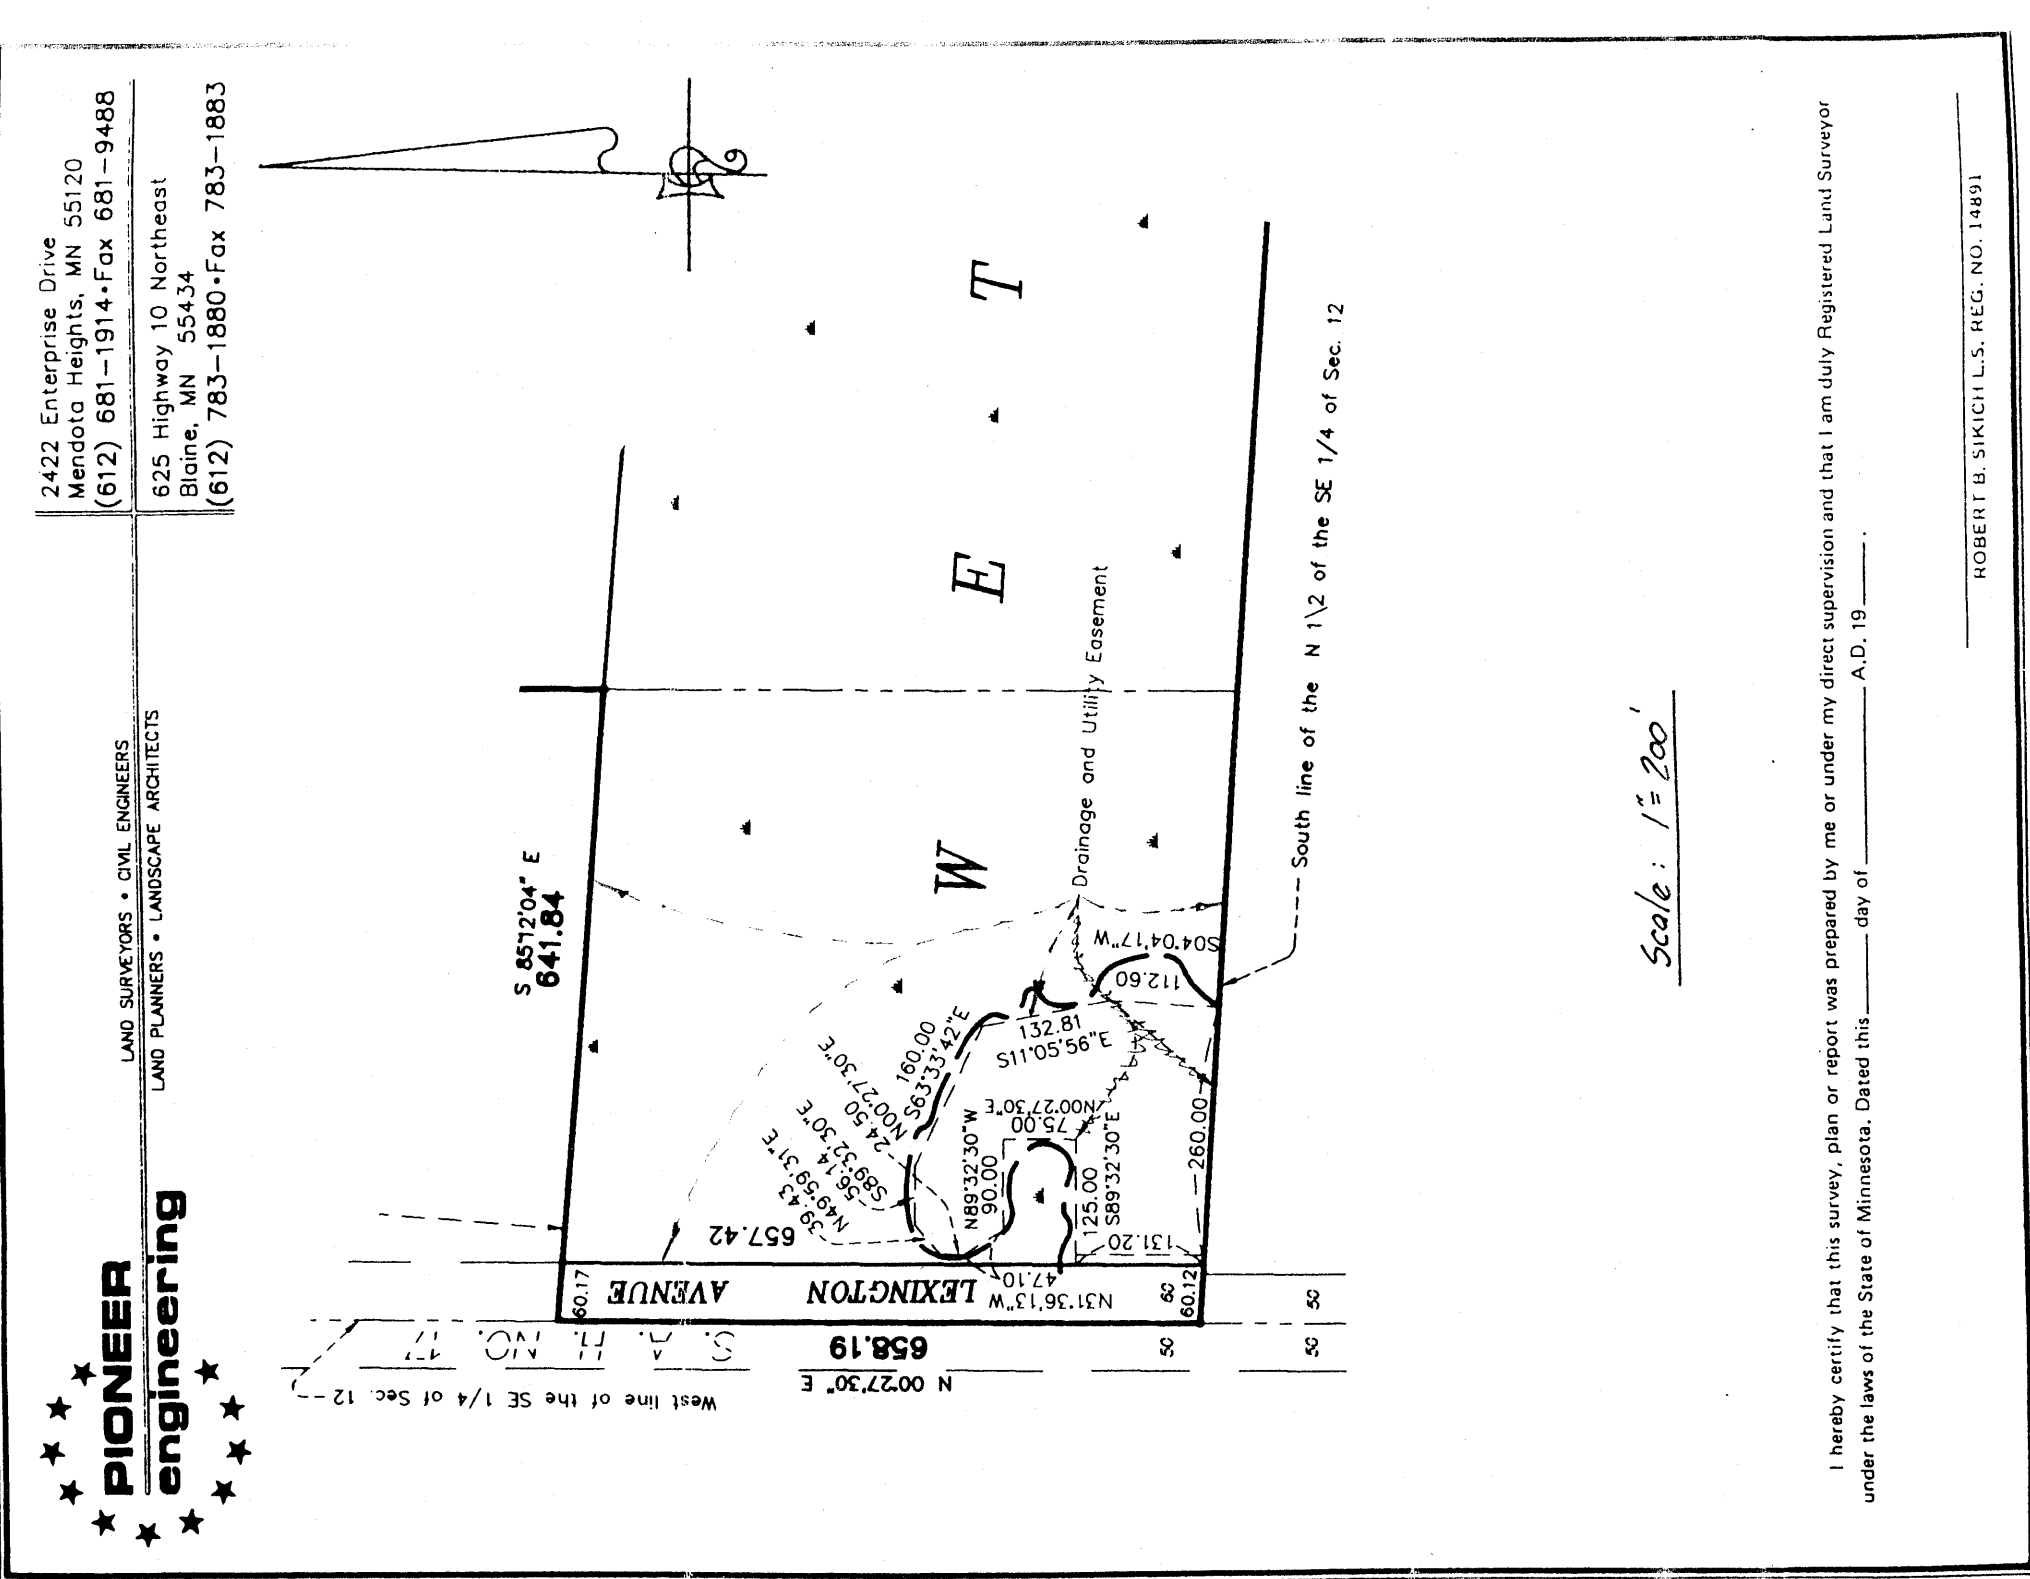 PIONEER
engineering
LAND SURVEYORS • CIVIL ENGINEERS
LAND PLANNERS • LANDSCAPE ARCHITECTS
2422 Enterprise Drive
Mendota Heights, MN 55120
(612) 681-1914•Fax 681-9488
625 Highway 10 Northeast
Blaine, MN 55434
(612) 783-1880•Fax 783-1883
S 85°12'04" E
641.84
West line of the SE 1/4 of Sec. 12
N 00°27'30" E
658.19
S. A. H. NO. 17
LEXINGTON AVENUE
60.17
657.42
39.43
N49°59'31"E
56.14
S89°32'30"E
24.50
N00°27'30"E
160.00
S63°33'42"E
132.81
S11°05'56"E
112.60
S04°04'17"W
N89°32'30"W
90.00
75.00
N00°27'30"E
125.00
S89°32'30"E
47.10
N31°36'13"W
131.20
260.00
60
60.12
50
50
50
W E T
Drainage and Utility Easement
South line of the N 1\2 of the SE 1/4 of Sec. 12
Scale: 1"=200'
I hereby certify that this survey, plan or report was prepared by me or under my direct supervision and that I am duly Registered Land Surveyor
under the laws of the State of Minnesota. Dated this ____ day of ____ A.D. 19 ____.
ROBERT B. SIKICH L.S. REG. NO. 14891